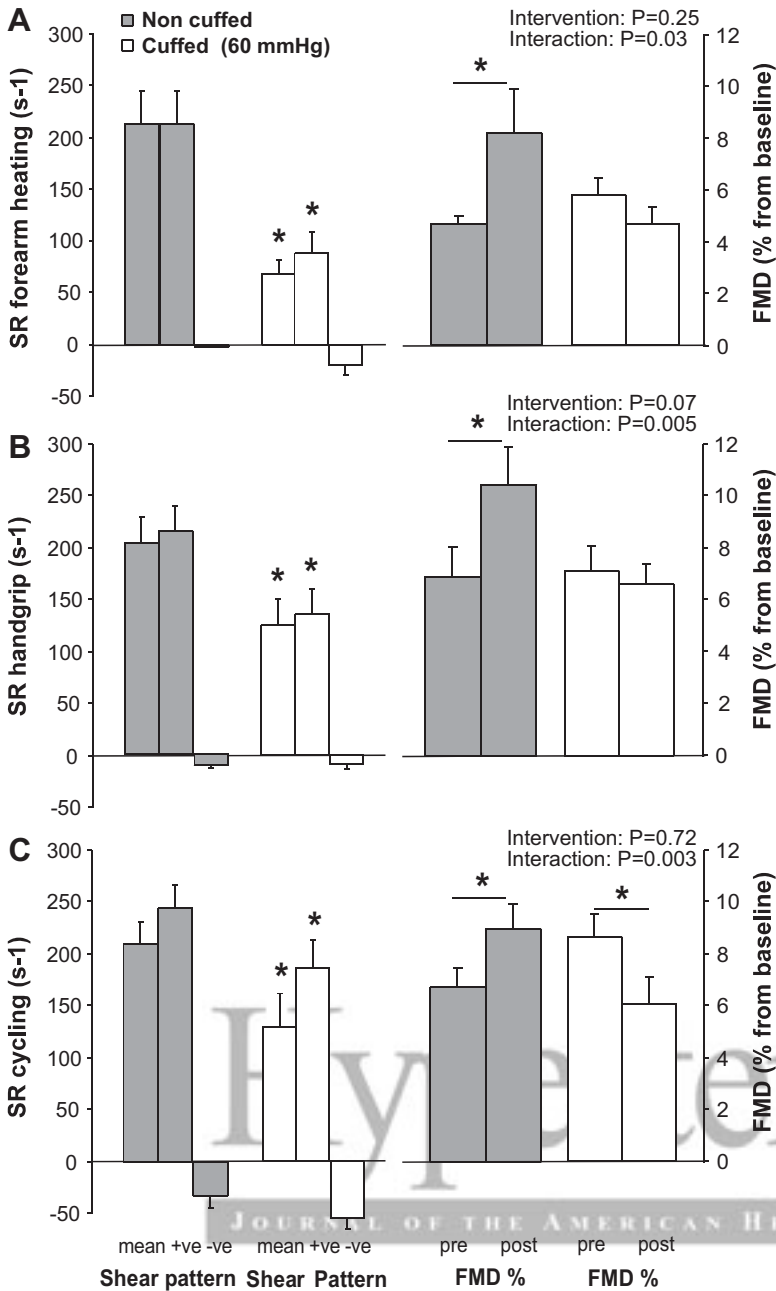 A
Non cuffed
Cuffed (60 mmHg)
Intervention: P=0.25
Interaction: P=0.03
SR forearm heating (s-1)
300
250
200
150
100
50
0
-50
*
*
*
12
10
8
6
4
2
0
FMD (% from baseline)
B
Intervention: P=0.07
Interaction: P=0.005
SR handgrip (s-1)
300
250
200
150
100
50
0
-50
*
*
*
12
10
8
6
4
2
0
FMD (% from baseline)
C
Intervention: P=0.72
Interaction: P=0.003
SR cycling (s-1)
300
250
200
150
100
50
0
-50
*
*
*
*
12
10
8
6
4
2
0
FMD (% from baseline)
JOURNAL OF THE AMERICAN
mean +ve -ve mean +ve -ve pre post pre post
Shear pattern Shear Pattern FMD % FMD %